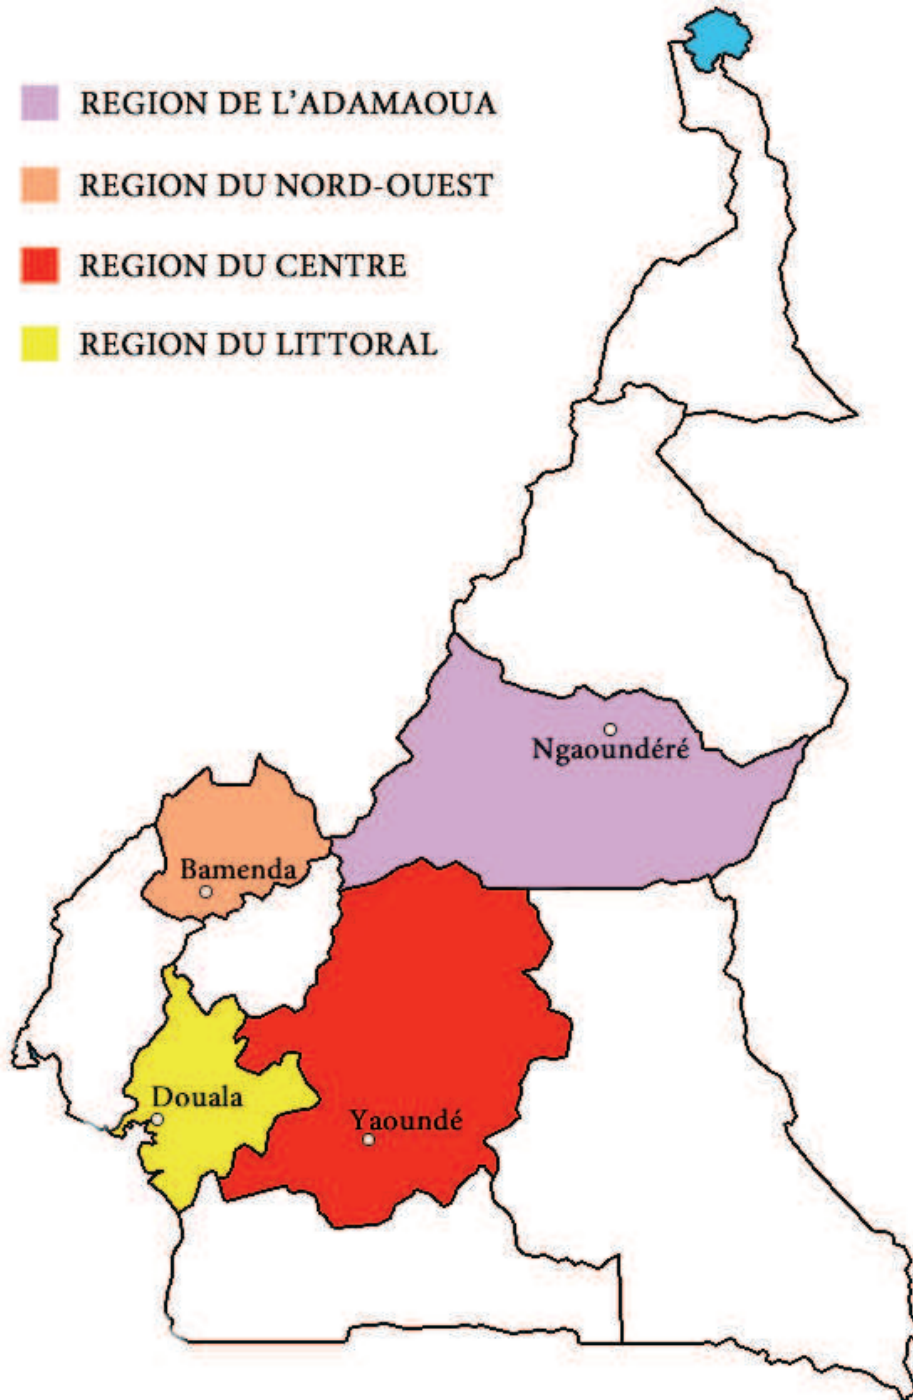 REGION DE L'ADAMAOUA
REGION DU NORD-OUEST
REGION DU CENTRE
REGION DU LITTORAL
Ngaoundéré
Bamenda
Douala
Yaoundé